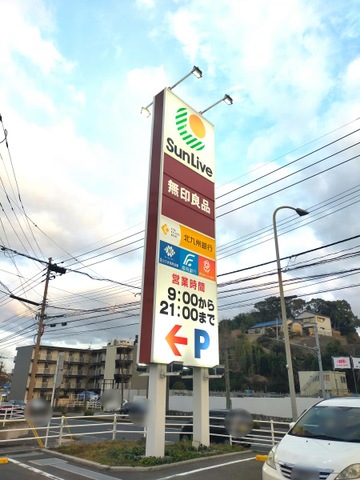 SunLive
無印良品
北九州銀行
営業時間
9:00から
21:00まで
P